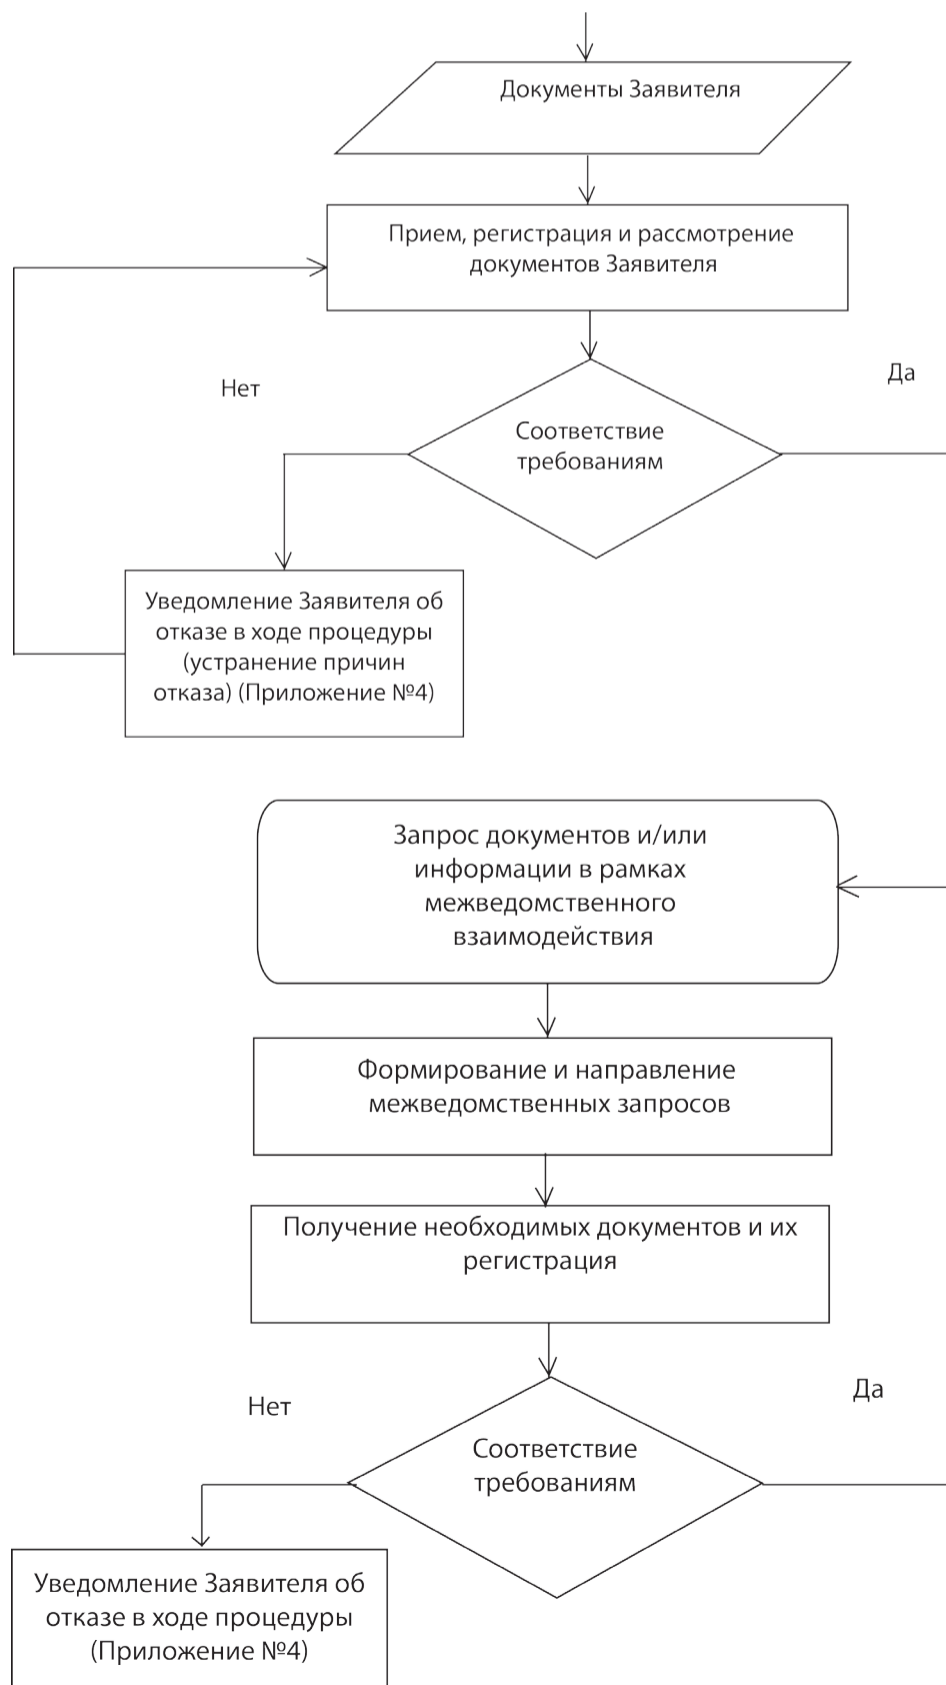 Документы Заявителя
Прием, регистрация и рассмотрение
документов Заявителя
Нет
Да
Соответствие
требованиям
Уведомление Заявителя об
отказе в ходе процедуры
(устранение причин
отказа) (Приложение №4)
Запрос документов и/или
информации в рамках
межведомственного
взаимодействия
Формирование и направление
межведомственных запросов
Получение необходимых документов и их
регистрация
Нет
Да
Соответствие
требованиям
Уведомление Заявителя об
отказе в ходе процедуры
(Приложение №4)